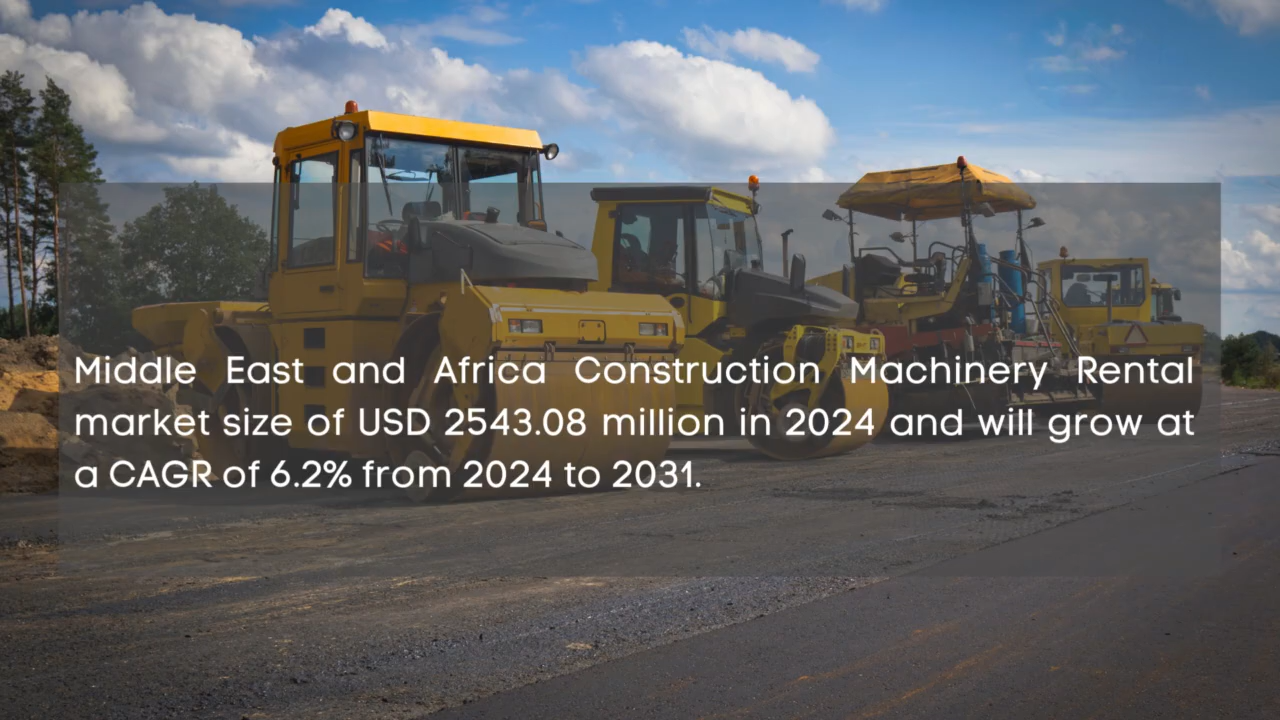 Middle East and Africa Construction Machinery Rental
market size of USD 2543.08 million in 2024 and will grow at
a CAGR of 6.2% from 2024 to 2031.